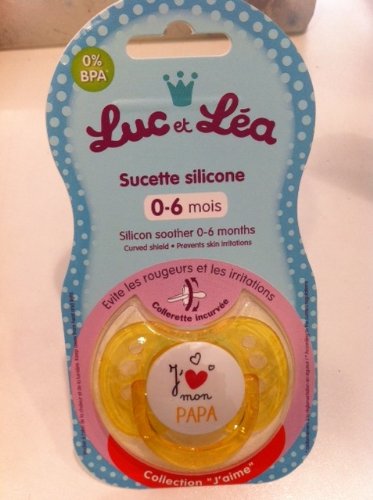 0%
BPA*
Luc et Léa
Sucette silicone
0-6 mois
Silicon soother 0-6 months
Curved shield • Prevents skin irritations
Evite les rougeurs et les irritations
Collerette incurvée
J'
mon
PAPA
Collection "J'aime"